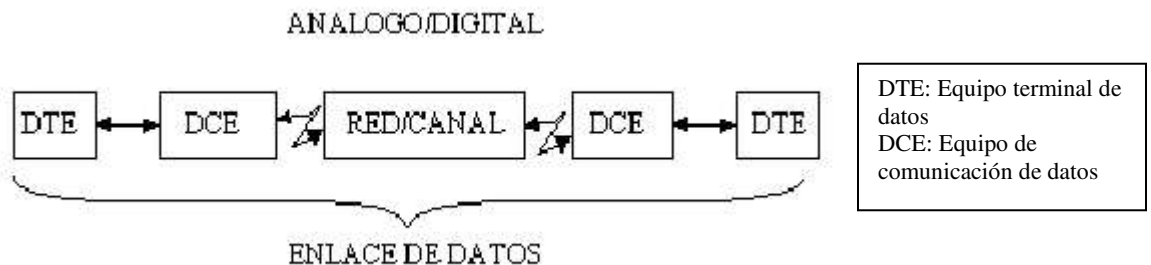 ANALOGO/DIGITAL
DTE
DCE
RED/CANAL
DCE
DTE
ENLACE DE DATOS
DTE: Equipo terminal de
datos
DCE: Equipo de
comunicación de datos